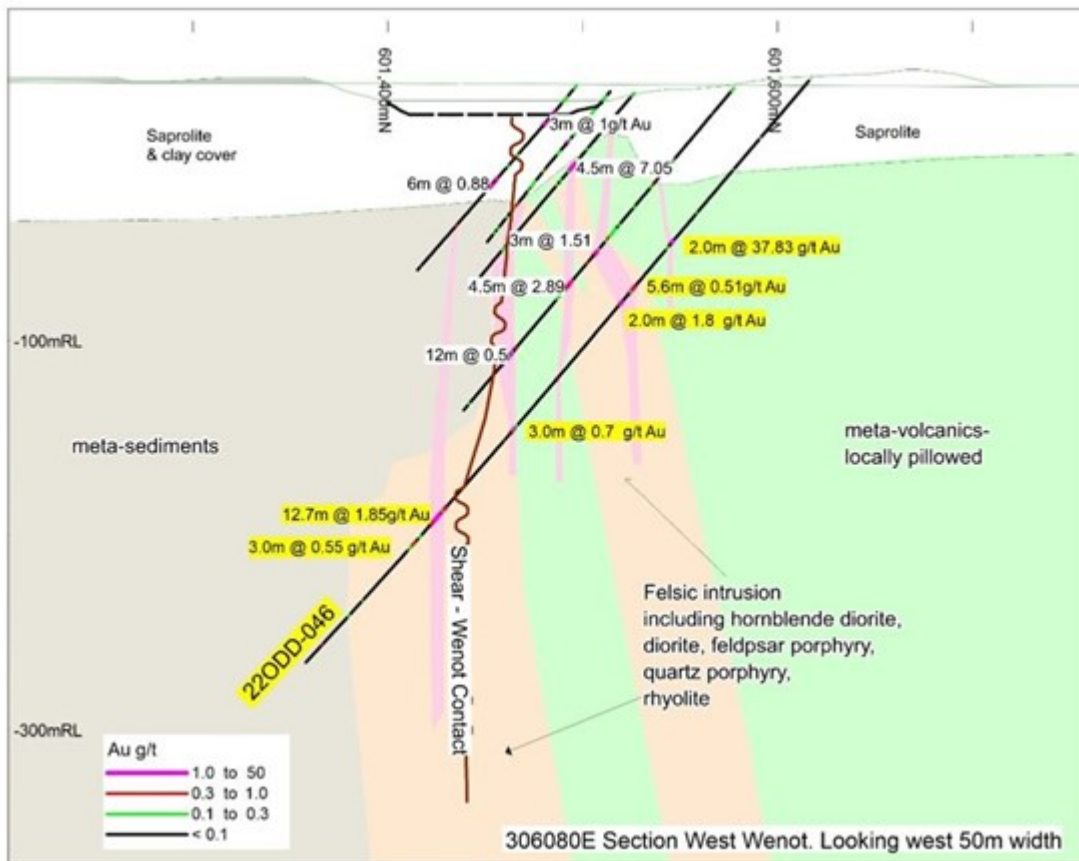 601,400mN
601,600mN
Saprolite
& clay cover
Saprolite
3m @ 1g/t Au
4.5m @ 7.05
6m @ 0.88
3m @ 1.51
2.0m @ 37.83 g/t Au
4.5m @ 2.89
5.6m @ 0.51g/t Au
2.0m @ 1.8 g/t Au
-100mRL
12m @ 0.5
meta-sediments
3.0m @ 0.7 g/t Au
meta-volcanics-
locally pillowed
12.7m @ 1.85g/t Au
3.0m @ 0.55 g/t Au
Shear - Wenot Contact
22ODD-046
Felsic intrusion
including hornblende diorite,
diorite, feldpsar porphyry,
quartz porphyry,
rhyolite
-300mRL
Au g/t
1.0 to 50
0.3 to 1.0
0.1 to 0.3
< 0.1
306080E Section West Wenot. Looking west 50m width